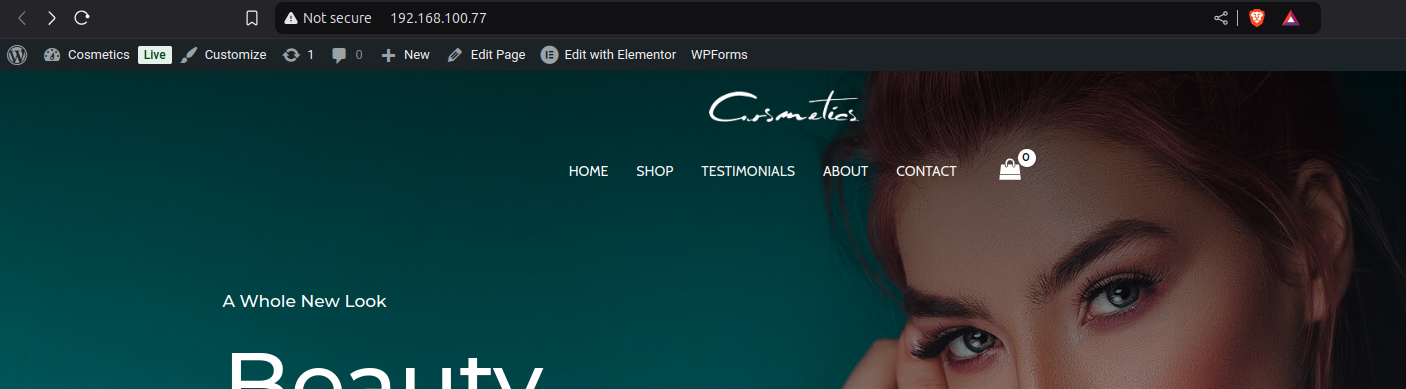 Not secure 192.168.100.77
Cosmetics Live Customize 1 0 New Edit Page Edit with Elementor WPForms
Cosmetics
HOME SHOP TESTIMONIALS ABOUT CONTACT 0
A Whole New Look
Beauty